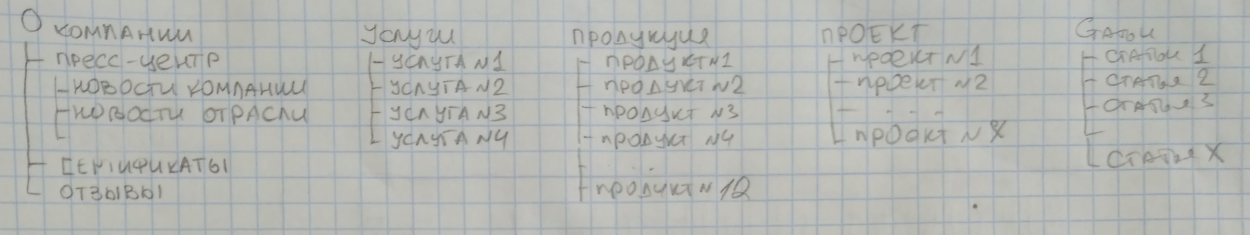 О компании
Пресс-центр
новости компании
новости отрасли
Сертификаты
отзывы
Услуги
услуга №1
услуга №2
услуга №3
услуга №4
продукция
продукт №1
продукт №2
продукт №3
продукт №4
. . .
продукт №12
ПРОЕКТ
проект №1
проект №2
. . . .
проект № X
Статьи
статья 1
статья 2
статья 3
статья X